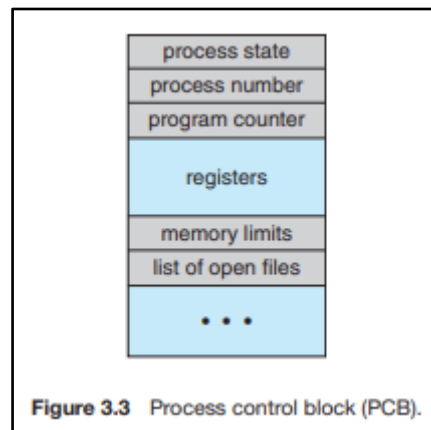 process state
process number
program counter
registers
memory limits
list of open files
• • •
Figure 3.3 Process control block (PCB).